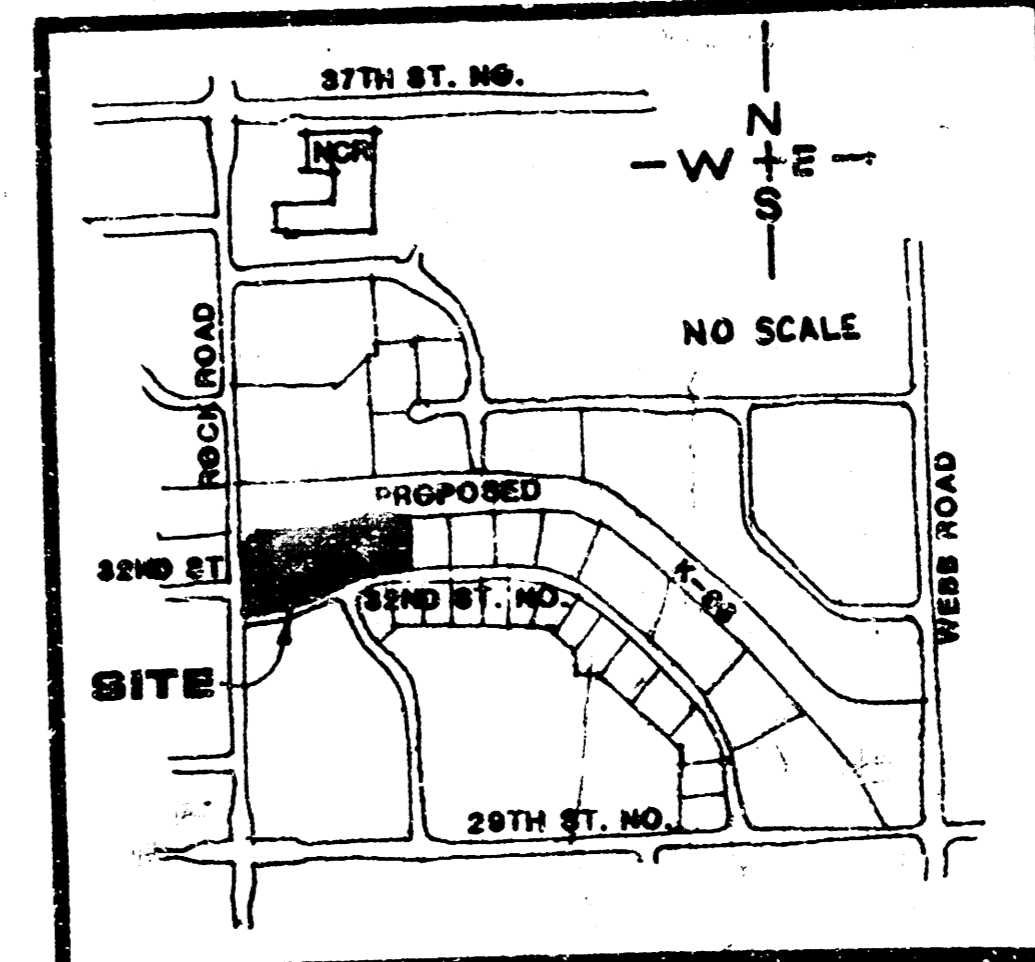 37TH ST. NO.
NCR
N
W E
S
NO SCALE
ROCK ROAD
PROPOSED
32ND ST
32ND ST. NO.
WEBB ROAD
SITE
29TH ST. NO.